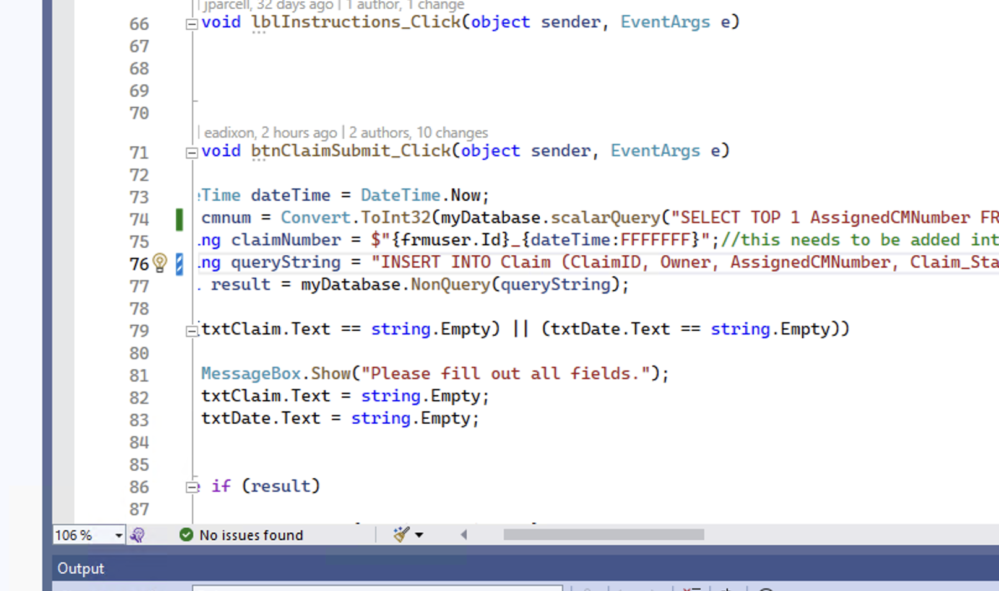 jparcell, 32 days ago | 1 author, 1 change
66 void lblInstructions_Click(object sender, EventArgs e)
67
68
69
70
eadixon, 2 hours ago | 2 authors, 10 changes
71 void btnClaimSubmit_Click(object sender, EventArgs e)
72
73 eTime dateTime = DateTime.Now;
74 cmnum = Convert.ToInt32(myDatabase.scalarQuery("SELECT TOP 1 AssignedCMNumber FR
75 ing claimNumber = $"{frmuser.Id}_{dateTime:FFFFFFF}";//this needs to be added int
76 ing queryString = "INSERT INTO Claim (ClaimID, Owner, AssignedCMNumber, Claim_Sta
77 result = myDatabase.NonQuery(queryString);
78
79 (txtClaim.Text == string.Empty) || (txtDate.Text == string.Empty))
80
81 MessageBox.Show("Please fill out all fields.");
82 txtClaim.Text = string.Empty;
83 txtDate.Text = string.Empty;
84
85
86 if (result)
87
106 % No issues found
Output